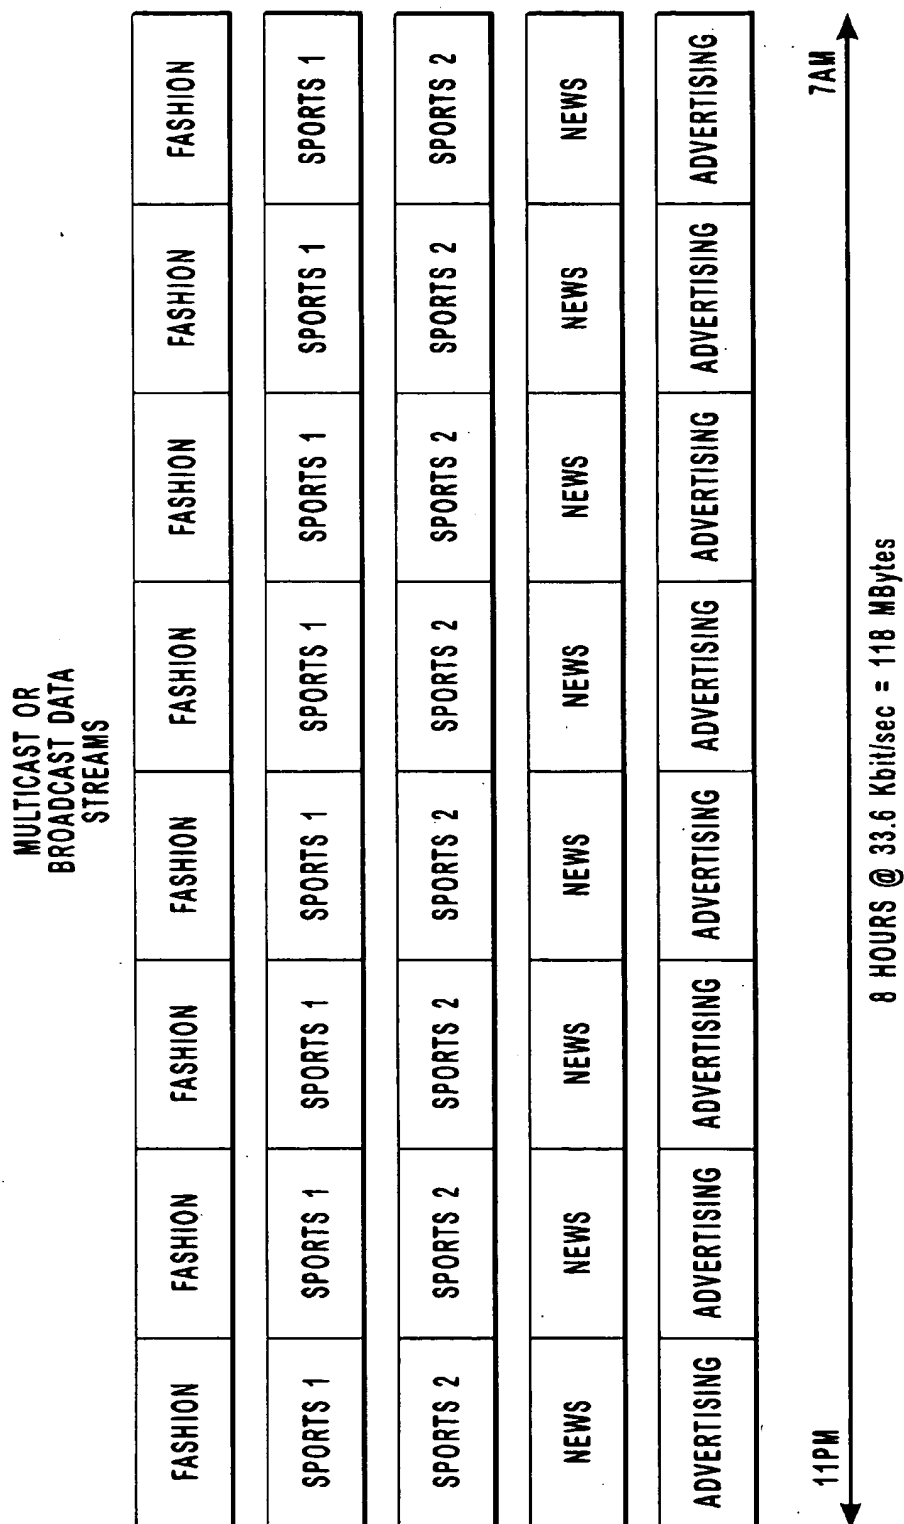 MULTICAST OR
BROADCAST DATA
STREAMS
FASHION FASHION FASHION FASHION FASHION FASHION FASHION FASHION
SPORTS 1 SPORTS 1 SPORTS 1 SPORTS 1 SPORTS 1 SPORTS 1 SPORTS 1 SPORTS 1
SPORTS 2 SPORTS 2 SPORTS 2 SPORTS 2 SPORTS 2 SPORTS 2 SPORTS 2 SPORTS 2
NEWS NEWS NEWS NEWS NEWS NEWS NEWS NEWS
ADVERTISING ADVERTISING ADVERTISING ADVERTISING ADVERTISING ADVERTISING ADVERTISING ADVERTISING
11PM 7AM
8 HOURS @ 33.6 Kbit/sec = 118 MBytes